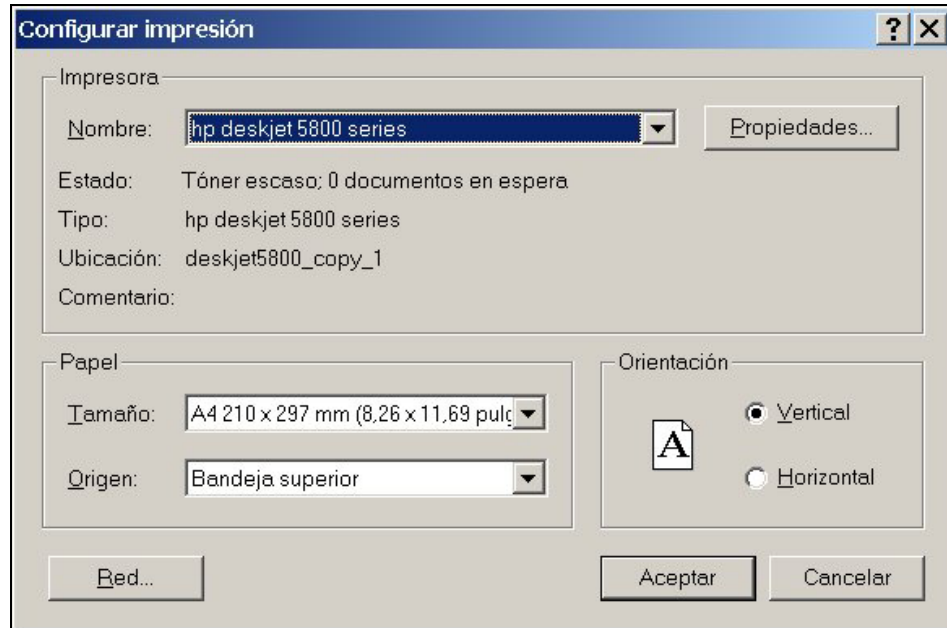 Configurar impresión
Impresora
Nombre: hp deskjet 5800 series Propiedades...
Estado: Tóner escaso; 0 documentos en espera
Tipo: hp deskjet 5800 series
Ubicación: deskjet5800_copy_1
Comentario:
Papel
Tamaño: A4 210 x 297 mm (8,26 x 11,69 pulg
Origen: Bandeja superior
Orientación
A
Vertical
Horizontal
Red... Aceptar Cancelar